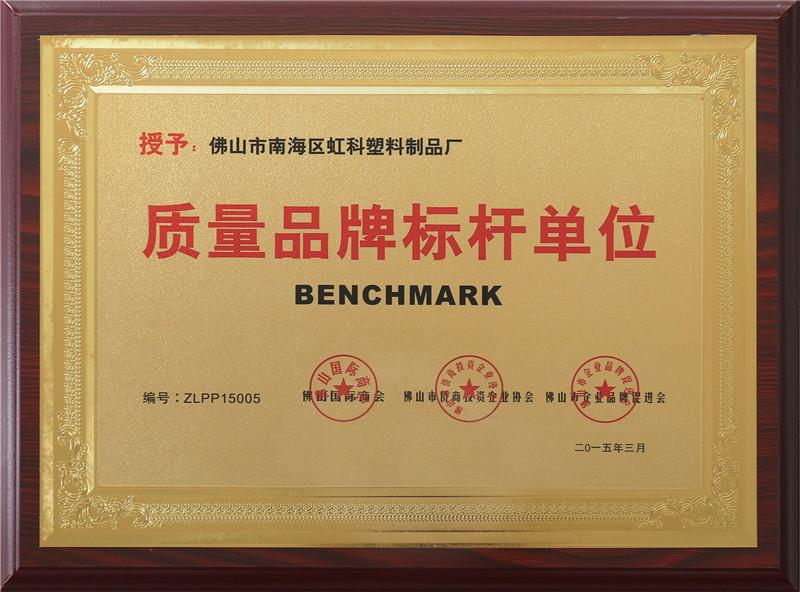 授予：佛山市南海区虹科塑料制品厂
质量品牌标杆单位
BENCHMARK
编号：ZLPP15005 佛山国际商会 佛山市侨商投资企业协会 佛山市企业品牌促进会
二〇一五年三月